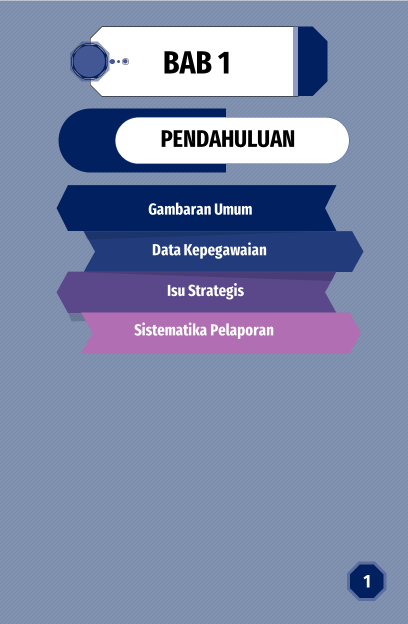 BAB 1
PENDAHULUAN
Gambaran Umum
Data Kepegawaian
Isu Strategis
Sistematika Pelaporan
1